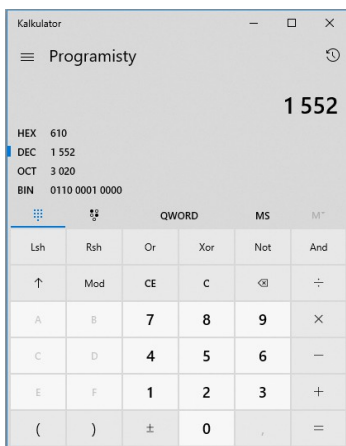 Kalkulator
Programisty
1 552
HEX 610
DEC 1 552
OCT 3 020
BIN 0110 0001 0000
QWORD MS M˅
Lsh Rsh Or Xor Not And
↑ Mod CE C ⌫ ÷
A B 7 8 9 ×
C D 4 5 6 −
E F 1 2 3 +
( ) ± 0 , =